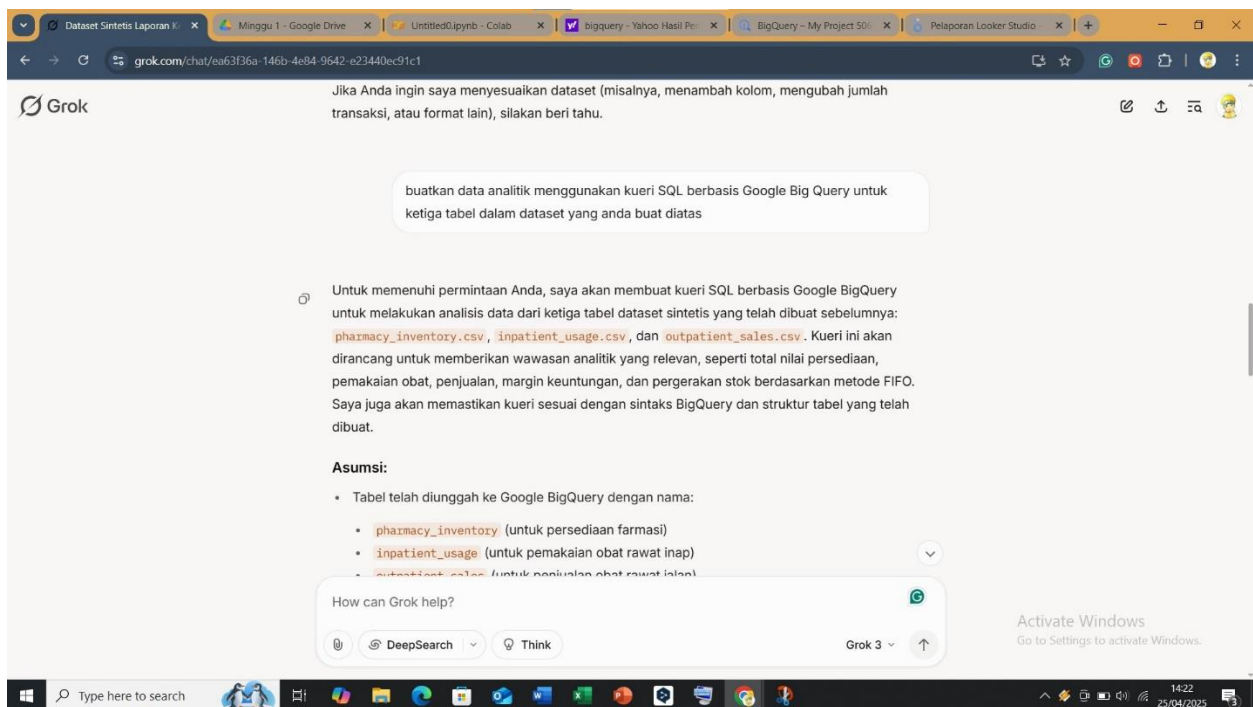 Dataset Sintetis Laporan K
Minggu 1 - Google Drive
Untitled0.ipynb - Colab
bigquery - Yahoo Hasil Pen
BigQuery – My Project 506
Pelaporan Looker Studio
grok.com/chat/ea63f36a-146b-4e84-9642-e23440ec91c1
Grok
Jika Anda ingin saya menyesuaikan dataset (misalnya, menambah kolom, mengubah jumlah
transaksi, atau format lain), silakan beri tahu.
buatkan data analitik menggunakan kueri SQL berbasis Google Big Query untuk
ketiga tabel dalam dataset yang anda buat diatas
Untuk memenuhi permintaan Anda, saya akan membuat kueri SQL berbasis Google BigQuery
untuk melakukan analisis data dari ketiga tabel dataset sintetis yang telah dibuat sebelumnya:
pharmacy_inventory.csv, inpatient_usage.csv, dan outpatient_sales.csv. Kueri ini akan
dirancang untuk memberikan wawasan analitik yang relevan, seperti total nilai persediaan,
pemakaian obat, penjualan, margin keuntungan, dan pergerakan stok berdasarkan metode FIFO.
Saya juga akan memastikan kueri sesuai dengan sintaks BigQuery dan struktur tabel yang telah
dibuat.
Asumsi:
• Tabel telah diunggah ke Google BigQuery dengan nama:
• pharmacy_inventory (untuk persediaan farmasi)
• inpatient_usage (untuk pemakaian obat rawat inap)
• outpatient_sales (untuk penjualan obat rawat jalan)
How can Grok help?
DeepSearch
Think
Grok 3
Activate Windows
Go to Settings to activate Windows.
Type here to search
14:22
25/04/2025
3